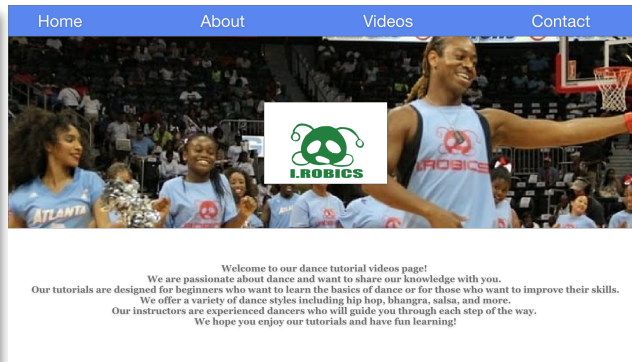 Home About Videos Contact
I.ROBICS
I.ROBICS
ATLANTA
Welcome to our dance tutorial videos page!
We are passionate about dance and want to share our knowledge with you.
Our tutorials are designed for beginners who want to learn the basics of dance or for those who want to improve their skills.
We offer a variety of dance styles including hip hop, bhangra, salsa, and more.
Our instructors are experienced dancers who will guide you through each step of the way.
We hope you enjoy our tutorials and have fun learning!